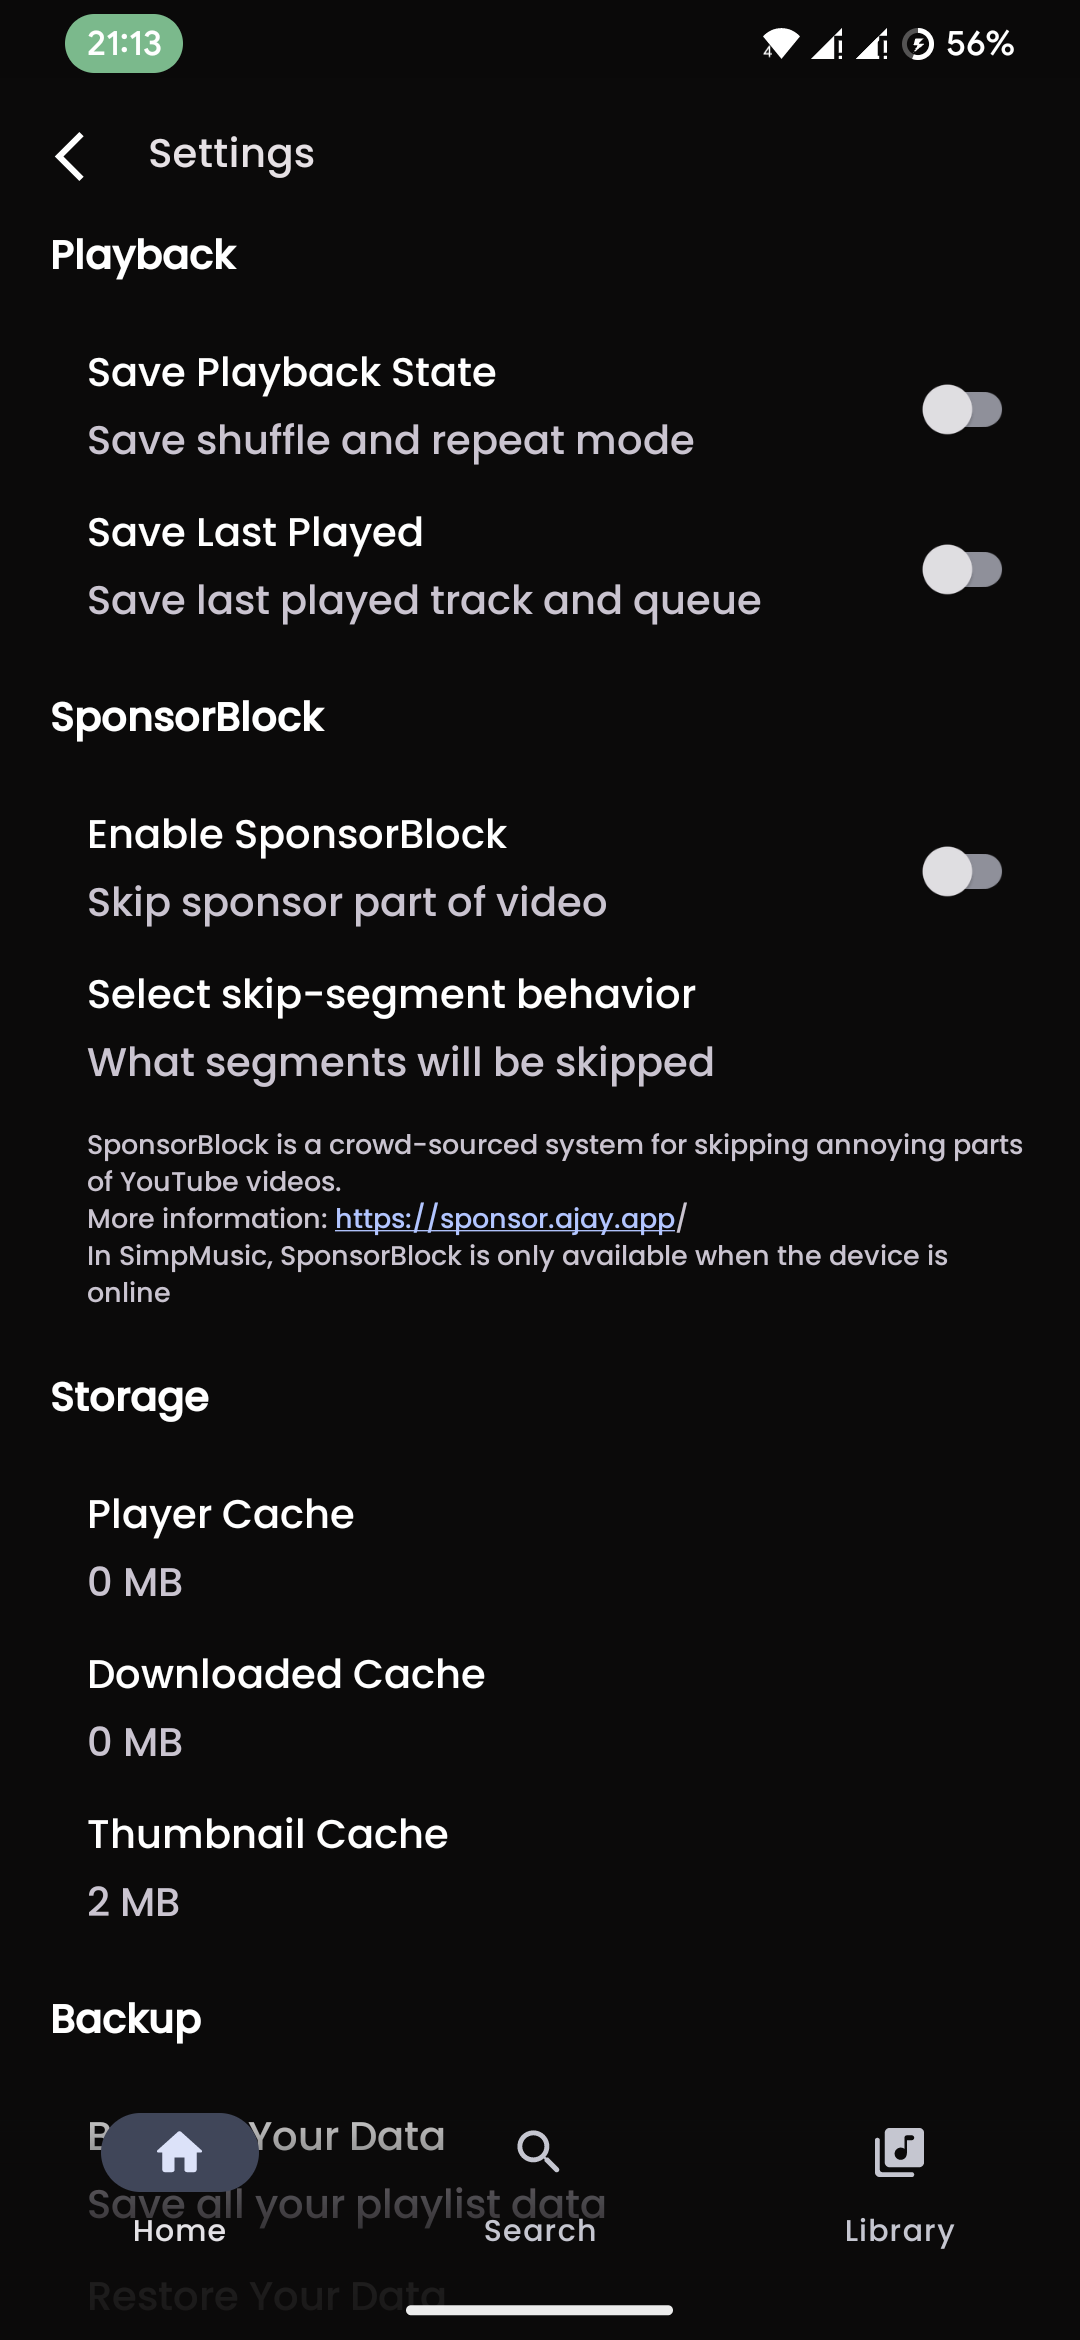 21:13
4
56%
Settings
Playback
Save Playback State
Save shuffle and repeat mode
Save Last Played
Save last played track and queue
SponsorBlock
Enable SponsorBlock
Skip sponsor part of video
Select skip-segment behavior
What segments will be skipped
SponsorBlock is a crowd-sourced system for skipping annoying parts
of YouTube videos.
More information: https://sponsor.ajay.app/
In SimpMusic, SponsorBlock is only available when the device is
online
Storage
Player Cache
0 MB
Downloaded Cache
0 MB
Thumbnail Cache
2 MB
Backup
Your Data
Save all your playlist data
Home
Search
Library
Restore Your Data